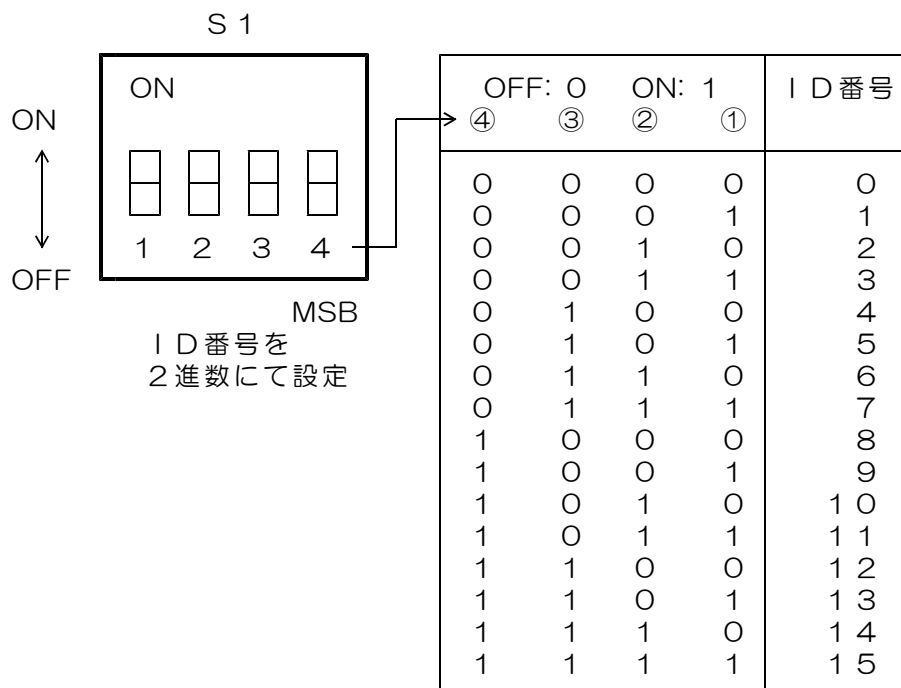 S 1
ON
ON
OFF
1 2 3 4
MSB
ID番号を
2進数にて設定
OFF: 0 ON: 1 ID番号
④ ③ ② ①
0 0 0 0 0
0 0 0 1 1
0 0 1 0 2
0 0 1 1 3
0 1 0 0 4
0 1 0 1 5
0 1 1 0 6
0 1 1 1 7
1 0 0 0 8
1 0 0 1 9
1 0 1 0 10
1 0 1 1 11
1 1 0 0 12
1 1 0 1 13
1 1 1 0 14
1 1 1 1 15